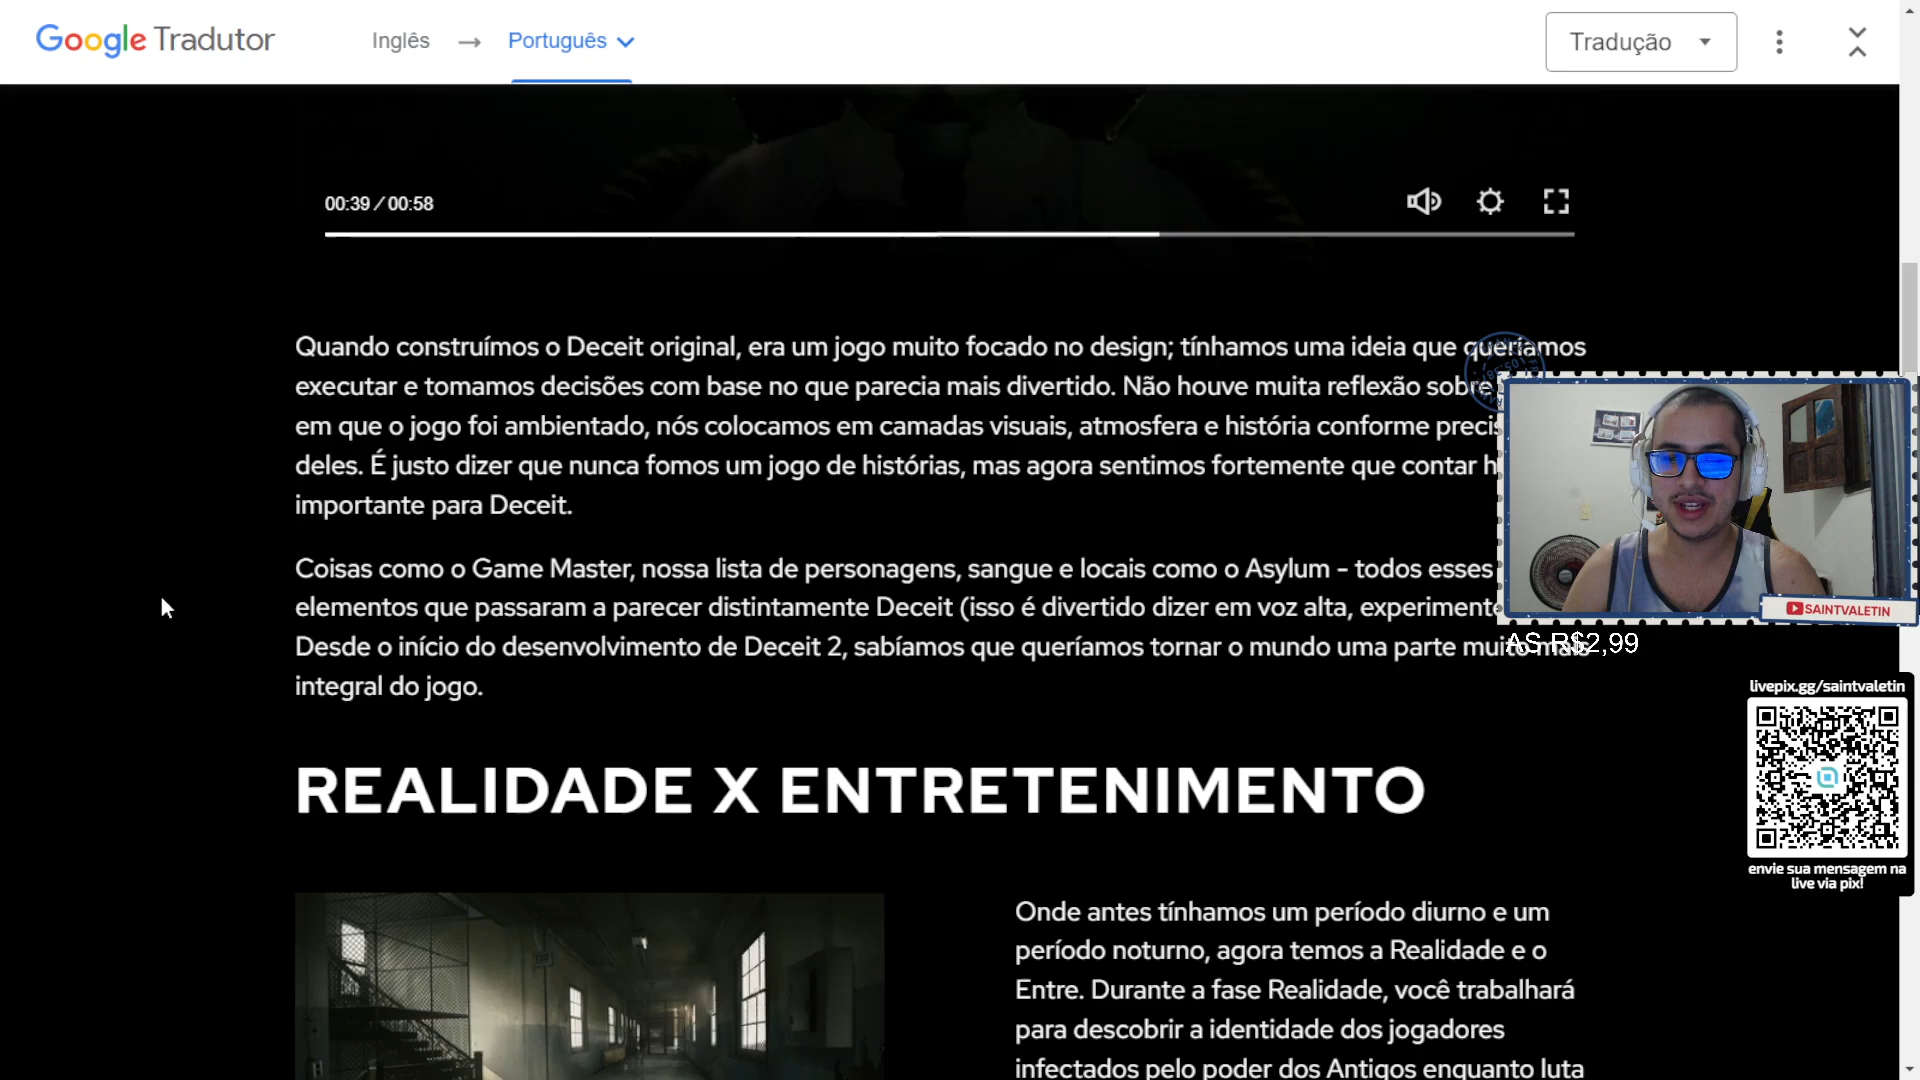 Google Tradutor
Inglês → Português
Tradução
00:39 / 00:58
Quando construímos o Deceit original, era um jogo muito focado no design; tínhamos uma ideia que queríamos
executar e tomamos decisões com base no que parecia mais divertido. Não houve muita reflexão
em que o jogo foi ambientado, nós colocamos em camadas visuais, atmosfera e história conforme
deles. É justo dizer que nunca fomos um jogo de histórias, mas agora sentimos fortemente que contar
importante para Deceit.
Coisas como o Game Master, nossa lista de personagens, sangue e locais como o Asylum - todos esses
elementos que passaram a parecer distintamente Deceit (isso é divertido dizer em voz alta,
Desde o início do desenvolvimento de Deceit 2, sabíamos que queríamos tornar o mundo uma parte muito mais
integral do jogo.
SAINTVALETIN
AS R$2,99
livepix.gg/saintvaletin
envie sua mensagem na
live via pix!
REALIDADE X ENTRETENIMENTO
Onde antes tínhamos um período diurno e um
período noturno, agora temos a Realidade e o
Entre. Durante a fase Realidade, você trabalhará
para descobrir a identidade dos jogadores
infectados pelo poder dos Antigos enquanto luta